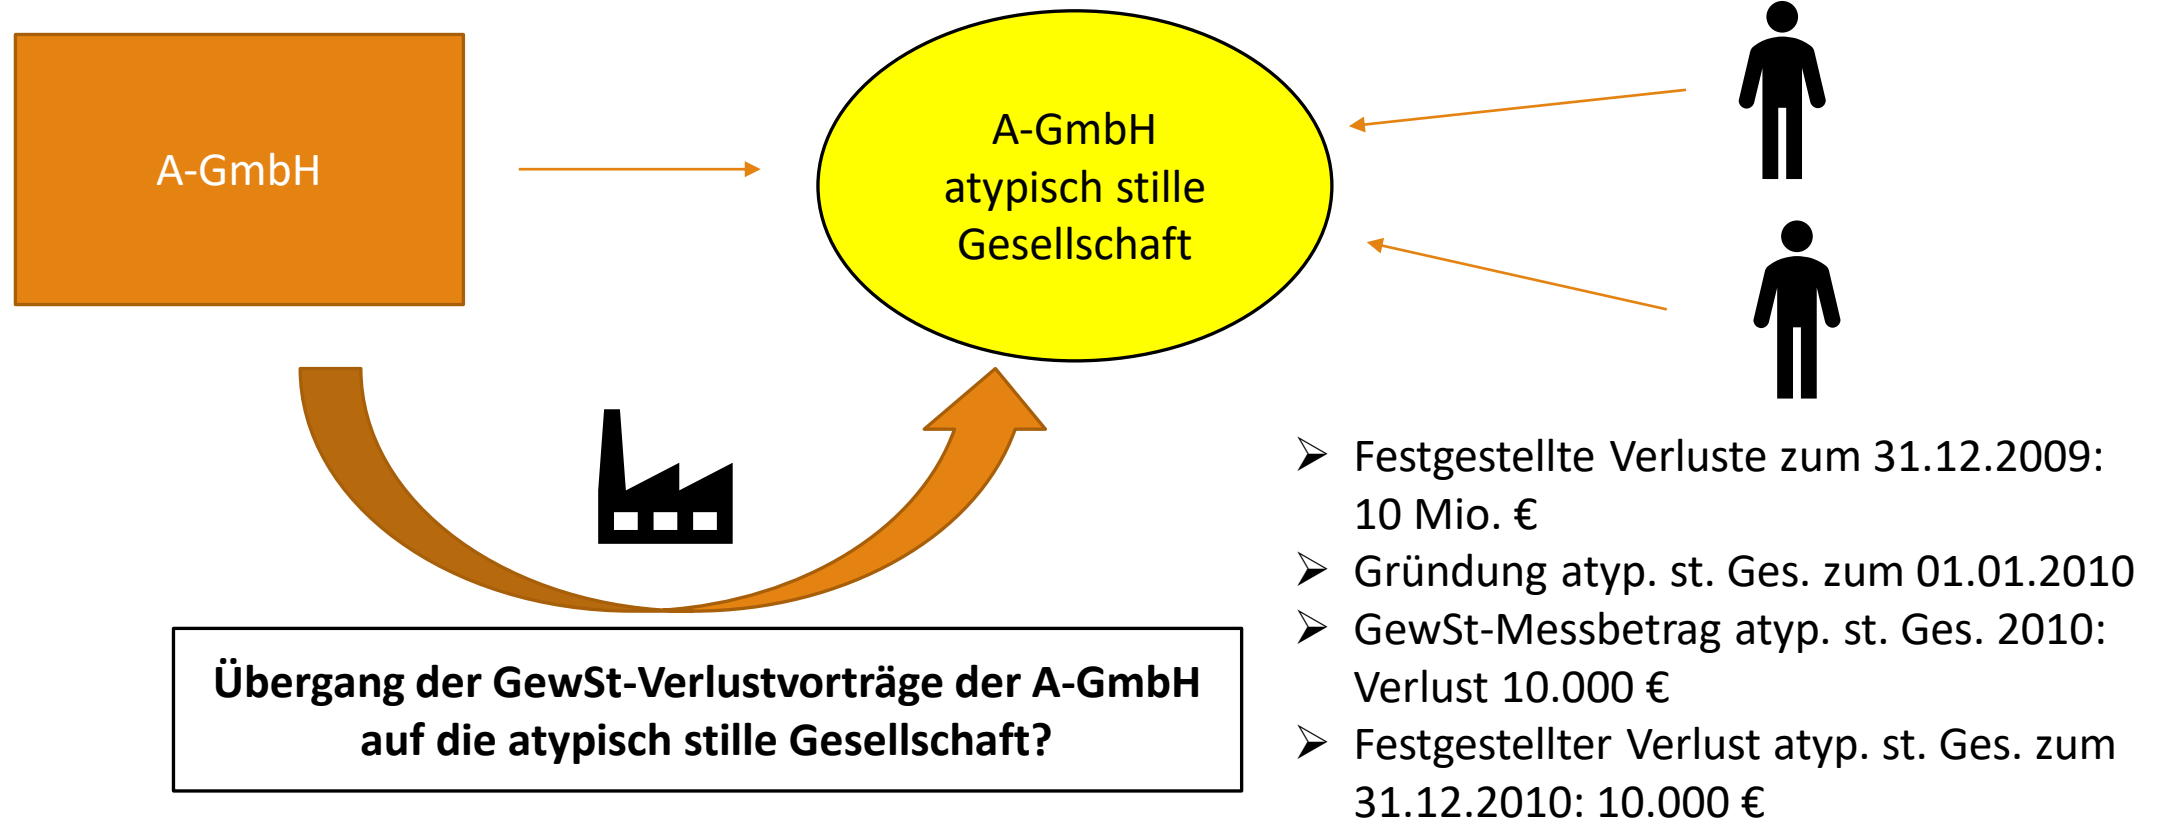 A-GmbH
A-GmbH
atypisch stille
Gesellschaft
➢ Festgestellte Verluste zum 31.12.2009:
10 Mio. €
➢ Gründung atyp. st. Ges. zum 01.01.2010
➢ GewSt-Messbetrag atyp. st. Ges. 2010:
Verlust 10.000 €
➢ Festgestellter Verlust atyp. st. Ges. zum
31.12.2010: 10.000 €
Übergang der GewSt-Verlustvorträge der A-GmbH
auf die atypisch stille Gesellschaft?